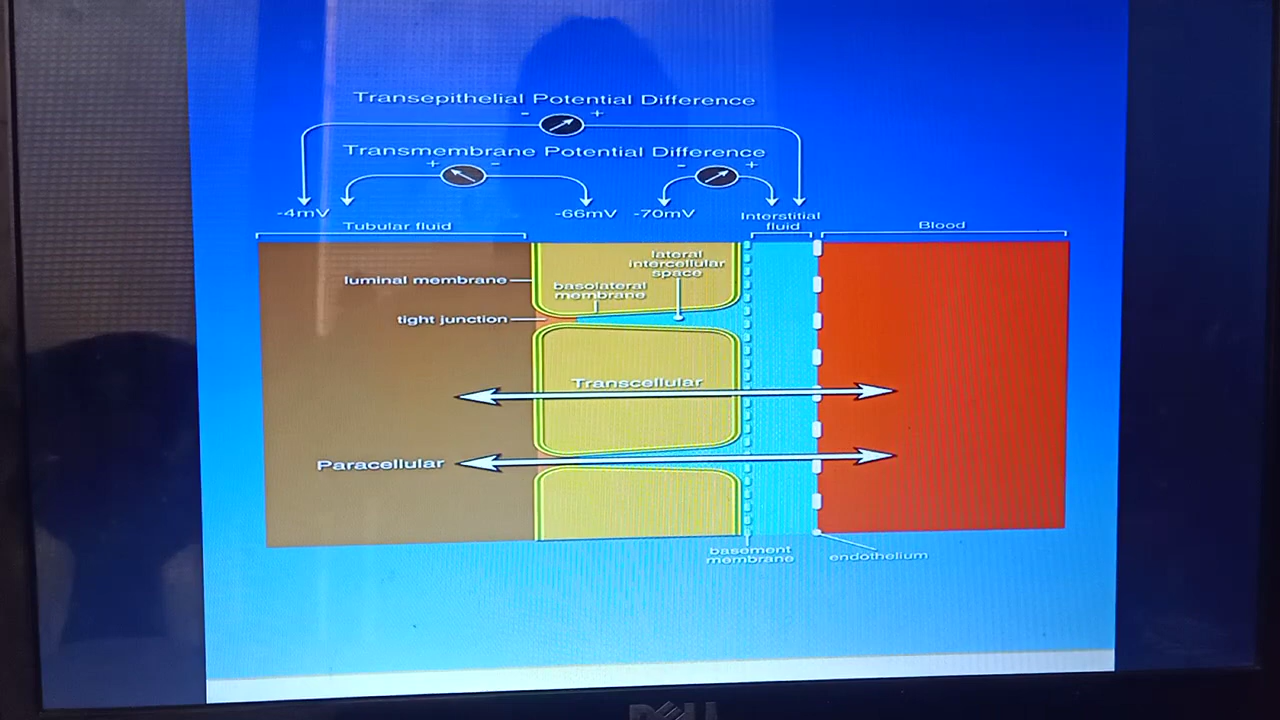 Transepithelial Potential Difference
- +
Transmembrane Potential Difference
+ - - +
-4mV -66mV -70mV Interstitial fluid
Tubular fluid Blood
luminal membrane
lateral
intercellular
space
basolateral
membrane
tight junction
Transcellular
Paracellular
basement
membrane
endothelium
DELL